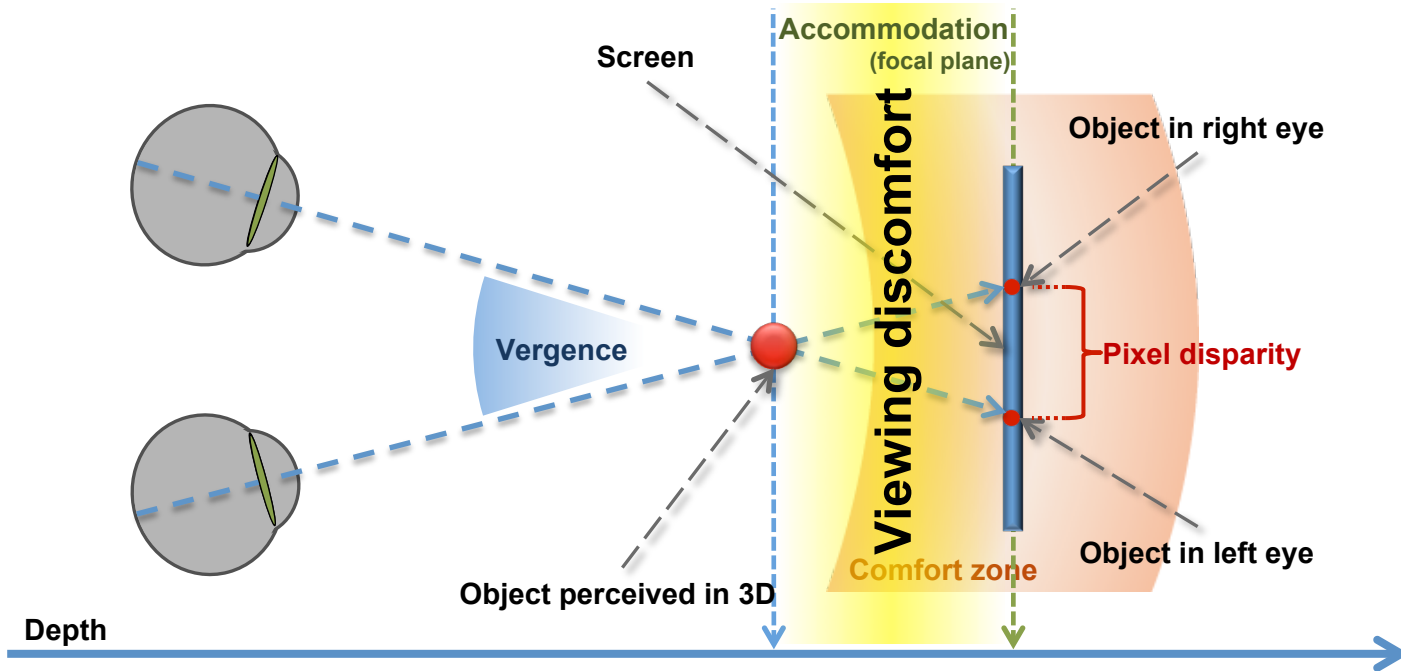 Accommodation
(focal plane)
Screen
Viewing discomfort
Object in right eye
Vergence
Pixel disparity
Object in left eye
Comfort zone
Object perceived in 3D
Depth